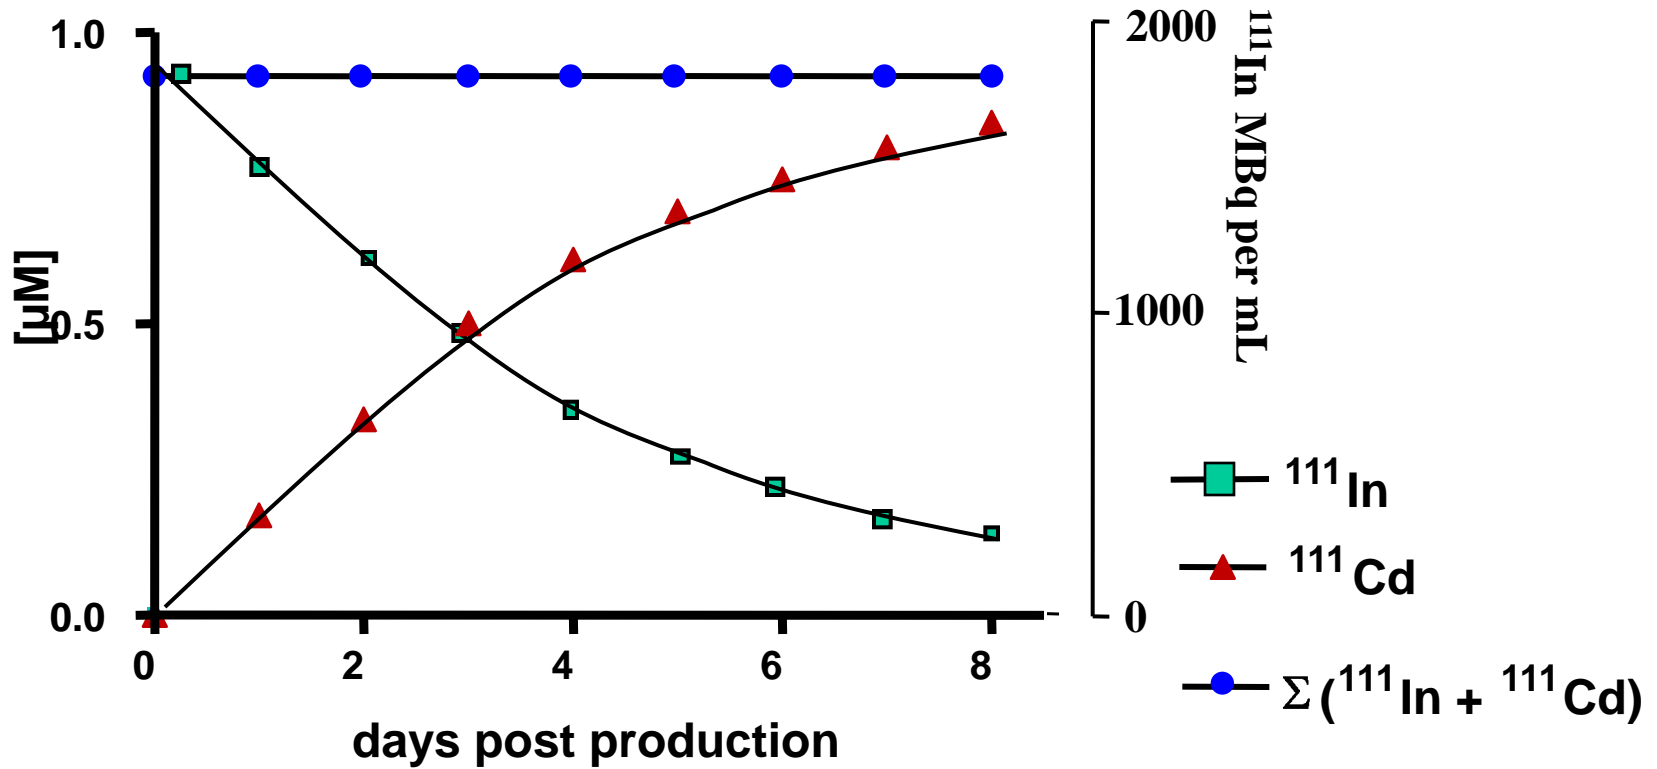 1.0
0.5
0.0
[µM]
0
2
4
6
8
days post production
2000
1000
0
¹¹¹In MBq per mL
¹¹¹In
¹¹¹Cd
Σ (¹¹¹In + ¹¹¹Cd)